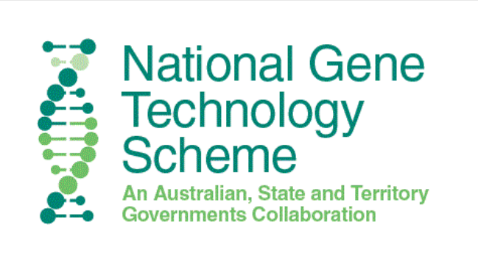 National Gene
Technology
Scheme
An Australian, State and Territory
Governments Collaboration